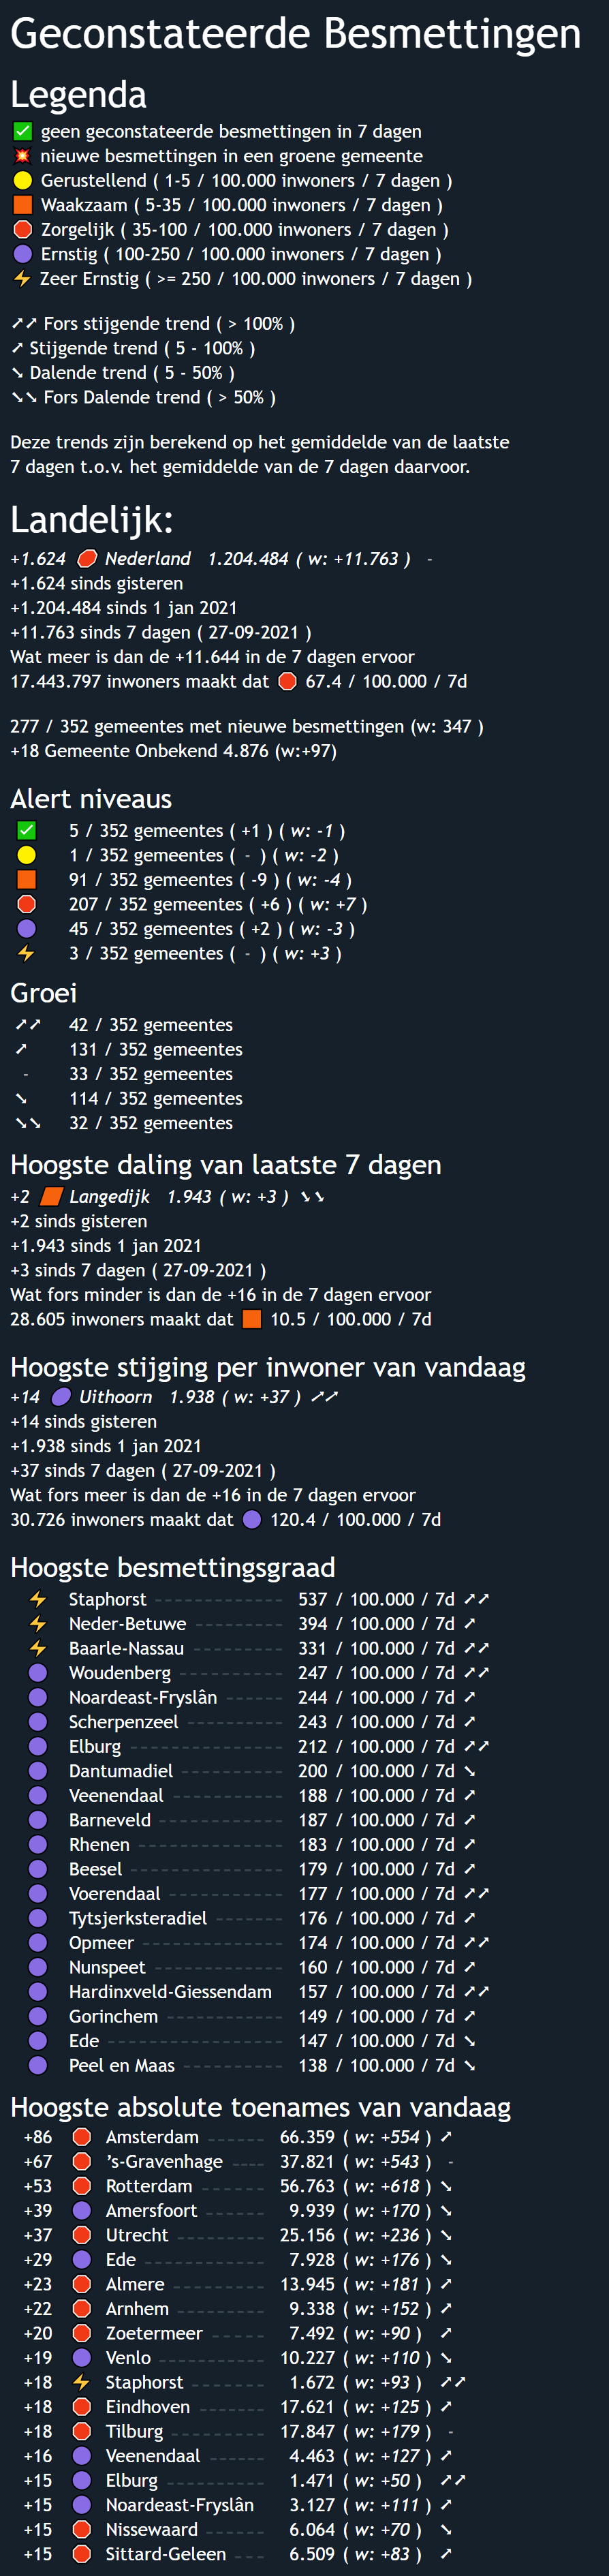 Geconstateerde Besmettingen
Legenda
✅ geen geconstateerde besmettingen in 7 dagen
💥 nieuwe besmettingen in een groene gemeente
🟡 Gerustellend ( 1-5 / 100.000 inwoners / 7 dagen )
🟧 Waakzaam ( 5-35 / 100.000 inwoners / 7 dagen )
🛑 Zorgelijk ( 35-100 / 100.000 inwoners / 7 dagen )
🟣 Ernstig ( 100-250 / 100.000 inwoners / 7 dagen )
⚡ Zeer Ernstig ( >= 250 / 100.000 inwoners / 7 dagen )
➚➚ Fors stijgende trend ( > 100% )
➚ Stijgende trend ( 5 - 100% )
➘ Dalende trend ( 5 - 50% )
➘➘ Fors Dalende trend ( > 50% )
Deze trends zijn berekend op het gemiddelde van de laatste
7 dagen t.o.v. het gemiddelde van de 7 dagen daarvoor.
Landelijk:
+1.624 🛑 Nederland 1.204.484 ( w: +11.763 ) -
+1.624 sinds gisteren
+1.204.484 sinds 1 jan 2021
+11.763 sinds 7 dagen ( 27-09-2021 )
Wat meer is dan de +11.644 in de 7 dagen ervoor
17.443.797 inwoners maakt dat 🛑 67.4 / 100.000 / 7d
277 / 352 gemeentes met nieuwe besmettingen (w: 347 )
+18 Gemeente Onbekend 4.876 (w:+97)
Alert niveaus
✅ 5 / 352 gemeentes ( +1 ) ( w: -1 )
🟡 1 / 352 gemeentes ( - ) ( w: -2 )
🟧 91 / 352 gemeentes ( -9 ) ( w: -4 )
🛑 207 / 352 gemeentes ( +6 ) ( w: +7 )
🟣 45 / 352 gemeentes ( +2 ) ( w: -3 )
⚡ 3 / 352 gemeentes ( - ) ( w: +3 )
Groei
➚➚ 42 / 352 gemeentes
➚ 131 / 352 gemeentes
- 33 / 352 gemeentes
➘ 114 / 352 gemeentes
➘➘ 32 / 352 gemeentes
Hoogste daling van laatste 7 dagen
+2 🟧 Langedijk 1.943 ( w: +3 ) ➘➘
+2 sinds gisteren
+1.943 sinds 1 jan 2021
+3 sinds 7 dagen ( 27-09-2021 )
Wat fors minder is dan de +16 in de 7 dagen ervoor
28.605 inwoners maakt dat 🟧 10.5 / 100.000 / 7d
Hoogste stijging per inwoner van vandaag
+14 🟣 Uithoorn 1.938 ( w: +37 ) ➚➚
+14 sinds gisteren
+1.938 sinds 1 jan 2021
+37 sinds 7 dagen ( 27-09-2021 )
Wat fors meer is dan de +16 in de 7 dagen ervoor
30.726 inwoners maakt dat 🟣 120.4 / 100.000 / 7d
Hoogste besmettingsgraad
⚡ Staphorst 537 / 100.000 / 7d ➚➚
⚡ Neder-Betuwe 394 / 100.000 / 7d ➚
⚡ Baarle-Nassau 331 / 100.000 / 7d ➚➚
🟣 Woudenberg 247 / 100.000 / 7d ➚➚
🟣 Noardeast-Fryslân 244 / 100.000 / 7d ➚
🟣 Scherpenzeel 243 / 100.000 / 7d ➚
🟣 Elburg 212 / 100.000 / 7d ➚➚
🟣 Dantumadiel 200 / 100.000 / 7d ➘
🟣 Veenendaal 188 / 100.000 / 7d ➚
🟣 Barneveld 187 / 100.000 / 7d ➚
🟣 Rhenen 183 / 100.000 / 7d ➚
🟣 Beesel 179 / 100.000 / 7d ➚
🟣 Voerendaal 177 / 100.000 / 7d ➚➚
🟣 Tytsjerksteradiel 176 / 100.000 / 7d ➚
🟣 Opmeer 174 / 100.000 / 7d ➚➚
🟣 Nunspeet 160 / 100.000 / 7d ➚
🟣 Hardinxveld-Giessendam 157 / 100.000 / 7d ➚➚
🟣 Gorinchem 149 / 100.000 / 7d ➚
🟣 Ede 147 / 100.000 / 7d ➘
🟣 Peel en Maas 138 / 100.000 / 7d ➘
Hoogste absolute toenames van vandaag
+86 🛑 Amsterdam 66.359 ( w: +554 ) ➚
+67 🛑 ’s-Gravenhage 37.821 ( w: +543 ) -
+53 🛑 Rotterdam 56.763 ( w: +618 ) ➘
+39 🟣 Amersfoort 9.939 ( w: +170 ) ➘
+37 🛑 Utrecht 25.156 ( w: +236 ) ➘
+29 🟣 Ede 7.928 ( w: +176 ) ➘
+23 🛑 Almere 13.945 ( w: +181 ) ➚
+22 🛑 Arnhem 9.338 ( w: +152 ) ➚
+20 🛑 Zoetermeer 7.492 ( w: +90 ) ➚
+19 🟣 Venlo 10.227 ( w: +110 ) ➘
+18 ⚡ Staphorst 1.672 ( w: +93 ) ➚➚
+18 🛑 Eindhoven 17.621 ( w: +125 ) ➚
+18 🛑 Tilburg 17.847 ( w: +179 ) -
+16 🟣 Veenendaal 4.463 ( w: +127 ) ➚
+15 🟣 Elburg 1.471 ( w: +50 ) ➚➚
+15 🟣 Noardeast-Fryslân 3.127 ( w: +111 ) ➚
+15 🛑 Nissewaard 6.064 ( w: +70 ) ➘
+15 🛑 Sittard-Geleen 6.509 ( w: +83 ) ➚